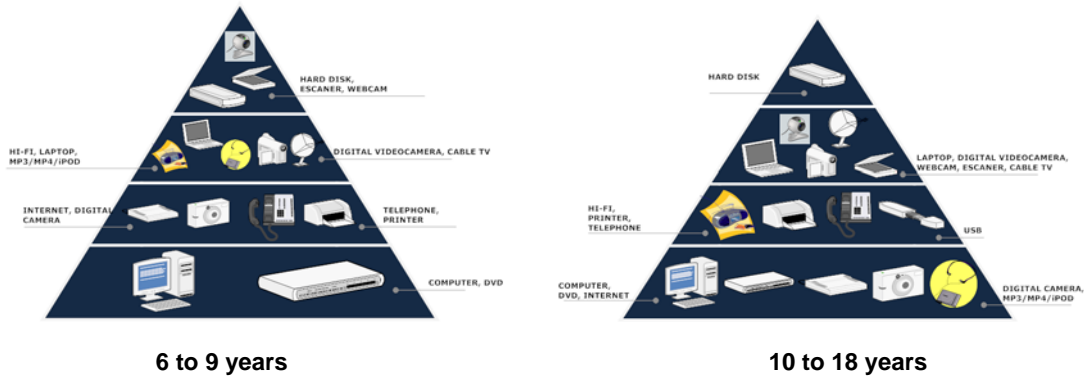 HARD DISK,
ESCANER, WEBCAM
HI-FI, LAPTOP,
MP3/MP4/iPOD
DIGITAL VIDEOCAMERA, CABLE TV
INTERNET, DIGITAL
CAMERA
TELEPHONE,
PRINTER
COMPUTER, DVD
6 to 9 years
HARD DISK
LAPTOP, DIGITAL VIDEOCAMERA,
WEBCAM, ESCANER, CABLE TV
HI-FI,
PRINTER,
TELEPHONE
USB
COMPUTER,
DVD, INTERNET
DIGITAL CAMERA,
MP3/MP4/iPOD
10 to 18 years